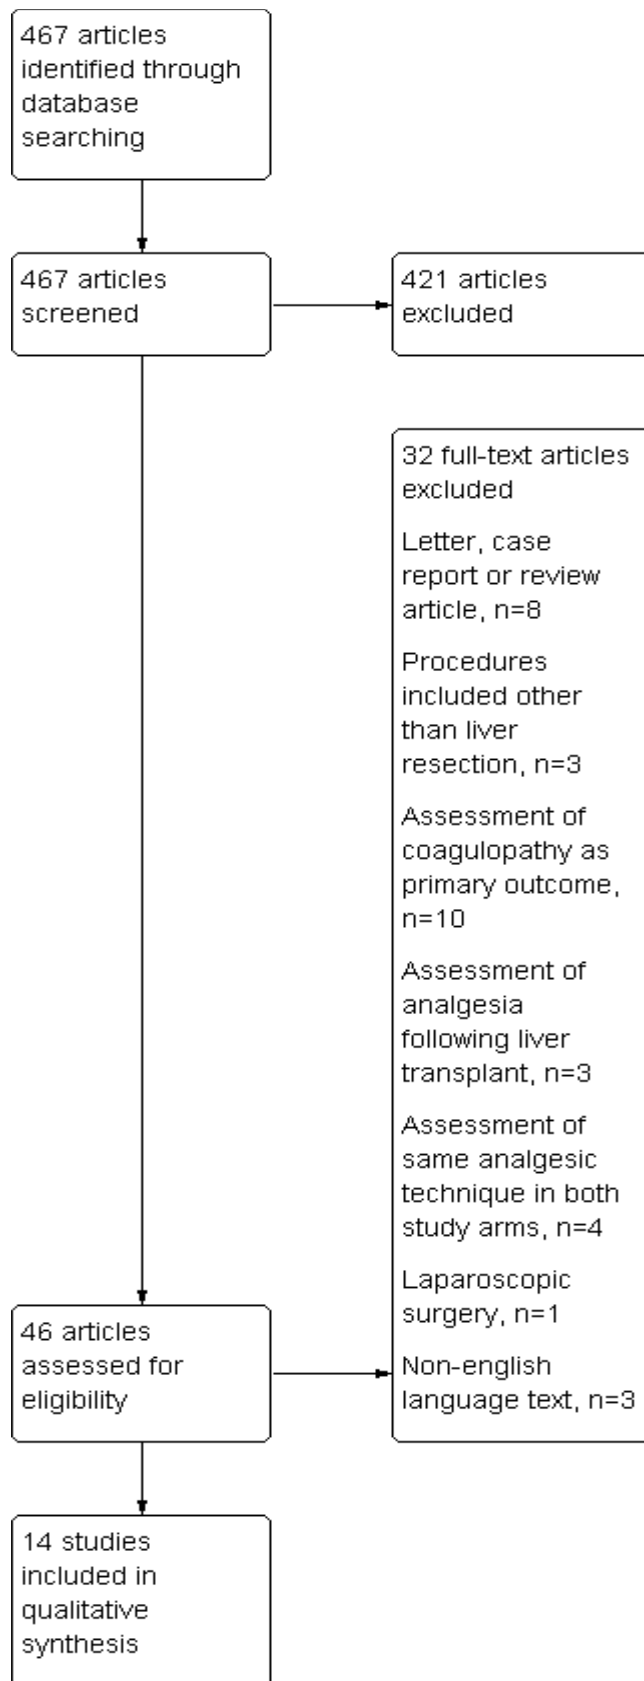 467 articles
identified through
database
searching
467 articles
screened
421 articles
excluded
32 full-text articles
excluded
Letter, case
report or review
article, n=8
Procedures
included other
than liver
resection, n=3
Assessment of
coagulopathy as
primary outcome,
n=10
Assessment of
analgesia
following liver
transplant, n=3
Assessment of
same analgesic
technique in both
study arms, n=4
Laparoscopic
surgery, n=1
Non-english
language text, n=3
46 articles
assessed for
eligibility
14 studies
included in
qualitative
synthesis